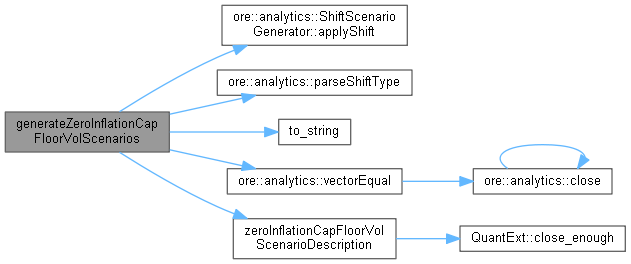 ore::analytics::ShiftScenario
Generator::applyShift
ore::analytics::parseShiftType
generateZeroInflationCap
FloorVolScenarios
to_string
ore::analytics::vectorEqual
ore::analytics::close
zeroInflationCapFloorVol
ScenarioDescription
QuantExt::close_enough